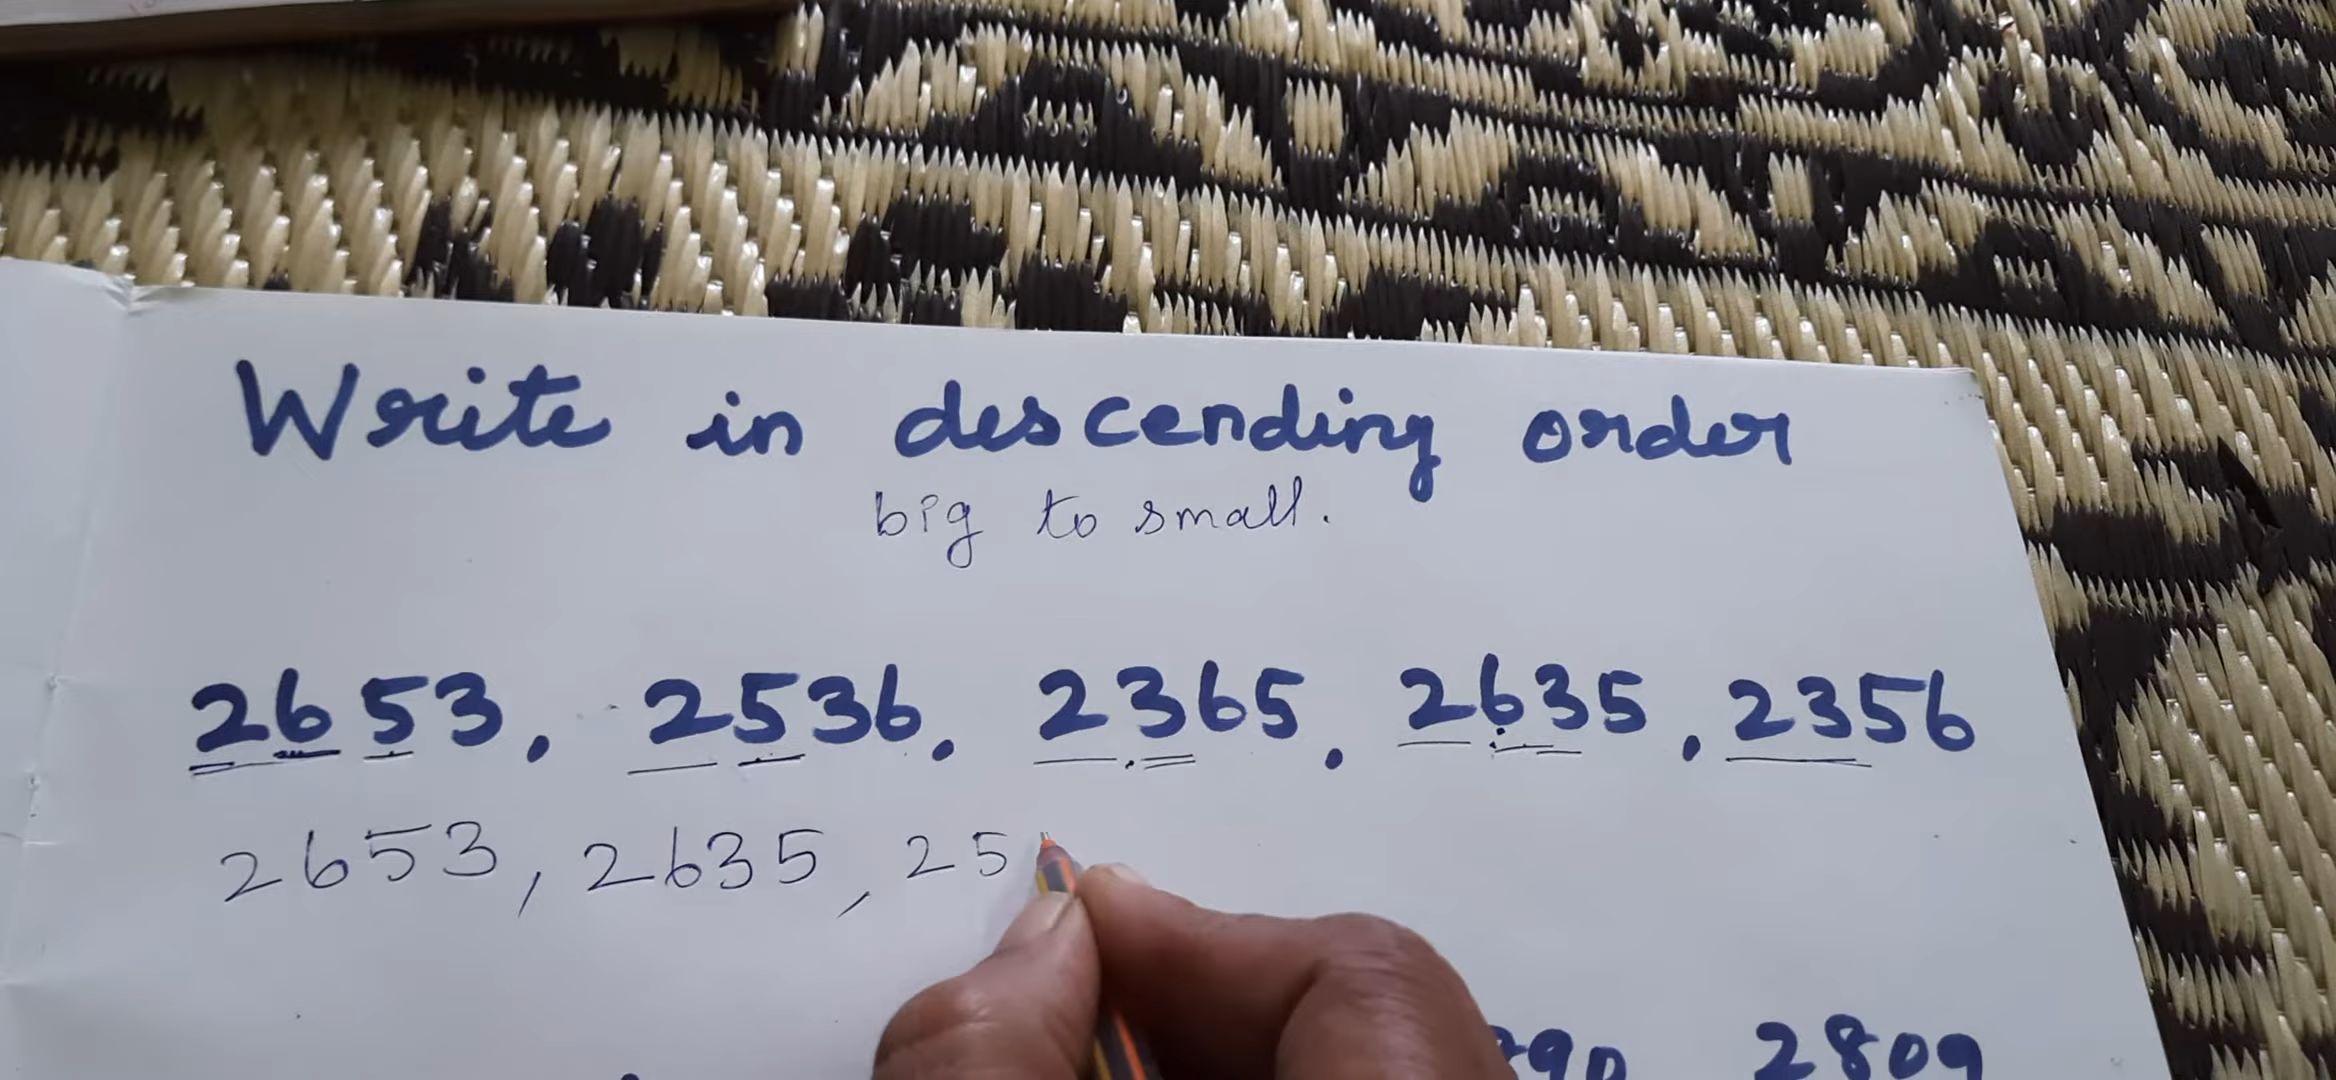 Write in descending order
big to small.
2653, 2536, 2365, 2635, 2356
2653, 2635, 25
2809